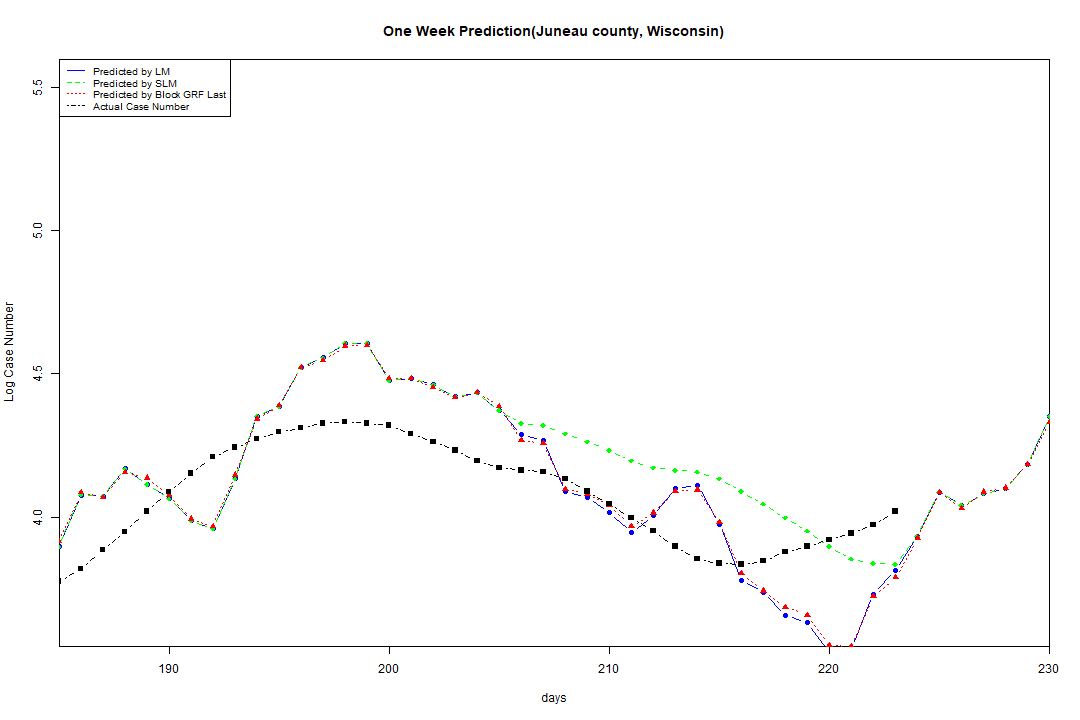 One Week Prediction(Juneau county, Wisconsin)
Predicted by LM
Predicted by SLM
Predicted by Block GRF Last
Actual Case Number
5.5
5.0
4.5
4.0
Log Case Number
190 200 210 220 230
days